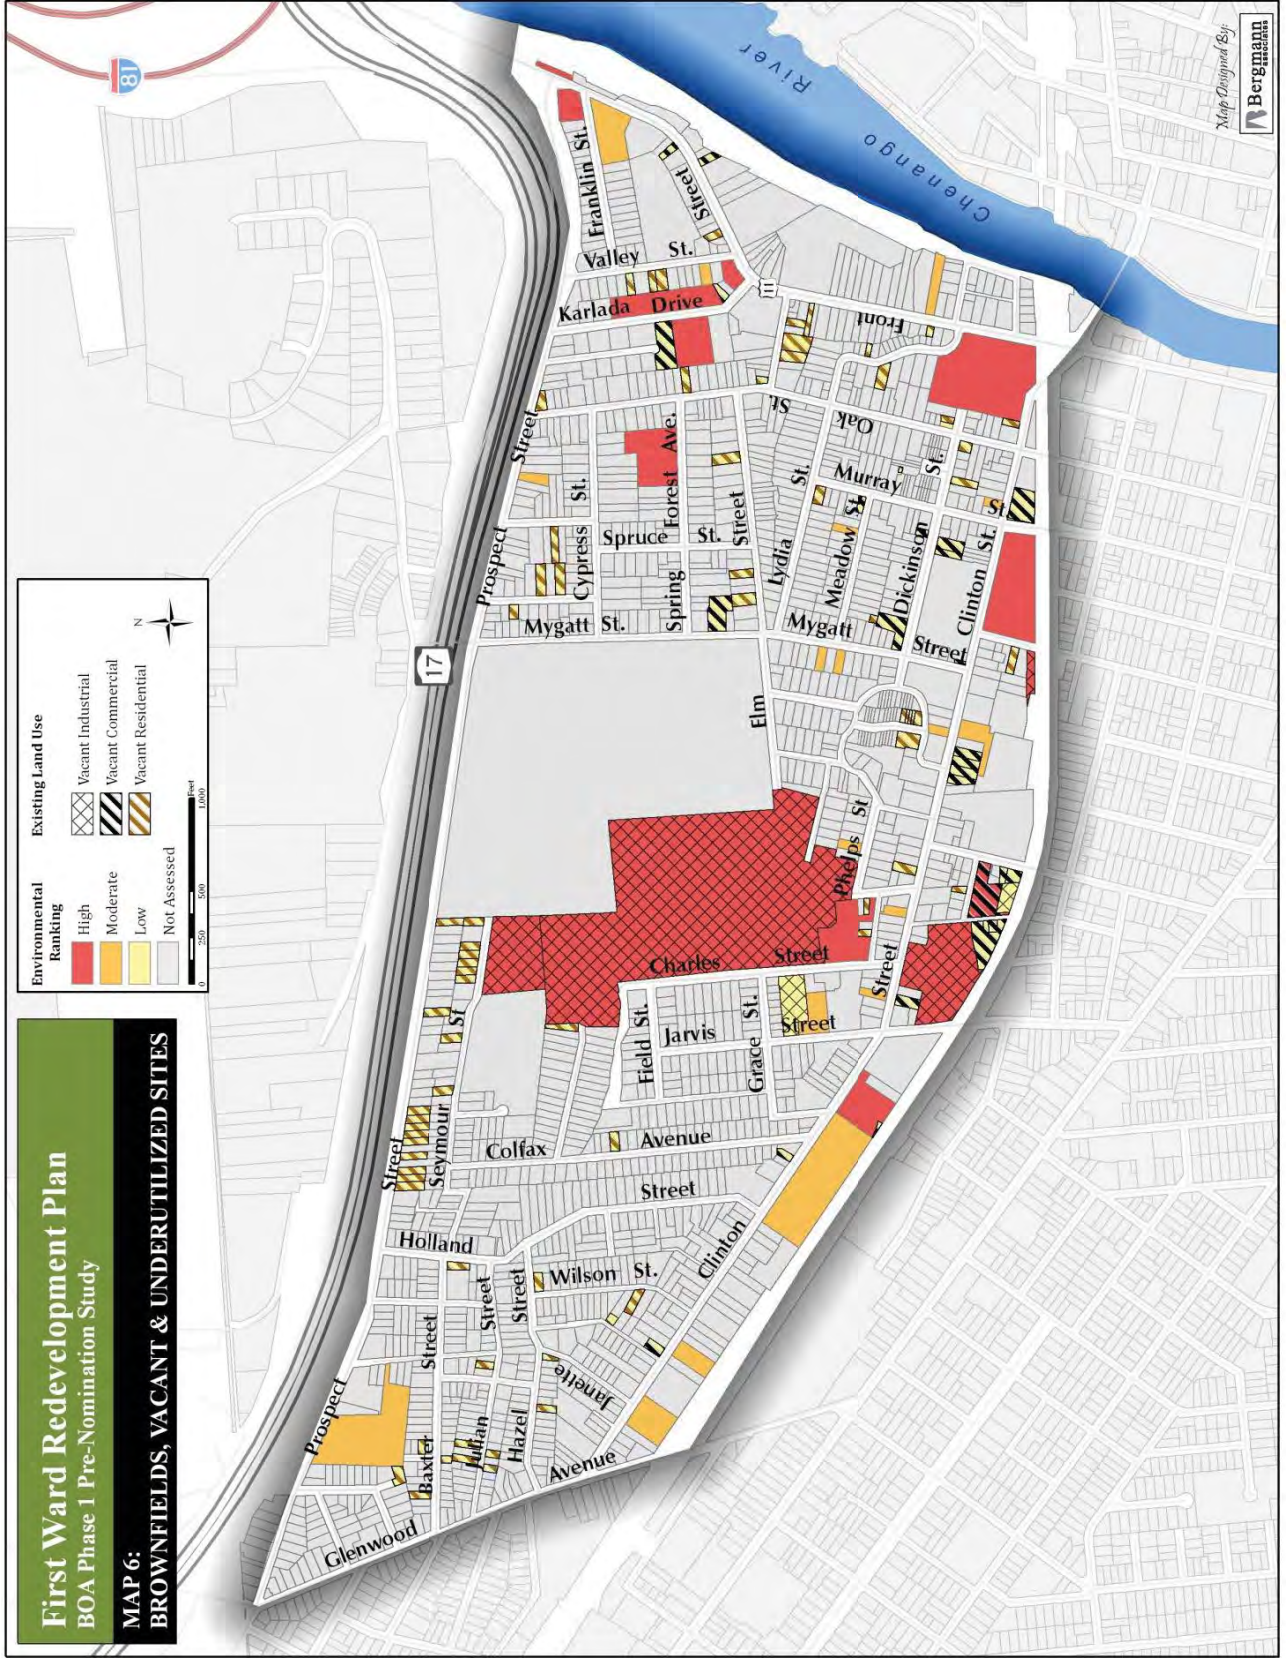 First Ward Redevelopment Plan
BOA Phase 1 Pre-Nomination Study
MAP 6:
BROWNFIELDS, VACANT & UNDERUTILIZED SITES
Environmental
Ranking
High
Moderate
Low
Not Assessed
Existing Land Use
Vacant Industrial
Vacant Commercial
Vacant Residential
N
0 250 500 1,000
Feet
81
17
11
Prospect
Street
Prospect
Street
Glenwood
Avenue
Baxter
Street
Julian
Street
Hazel
Street
Janette
Wilson St.
Holland
Street
Seymour
St
Colfax
Avenue
Clinton
Street
Field St.
Jarvis
Street
Grace St.
Charles
Street
Phelps St
Elm
Street
Mygatt St.
Mygatt
Street
Cypress
St.
Spruce
St.
Spring
Forest Ave.
Lydia
St.
Meadow St.
Dickinson
St.
Clinton
St.
Murray
St
Oak
St.
Front
Street
Karlada Drive
Valley St.
Franklin St.
Chenango
River
Map Designed By:
Bergmann
associates